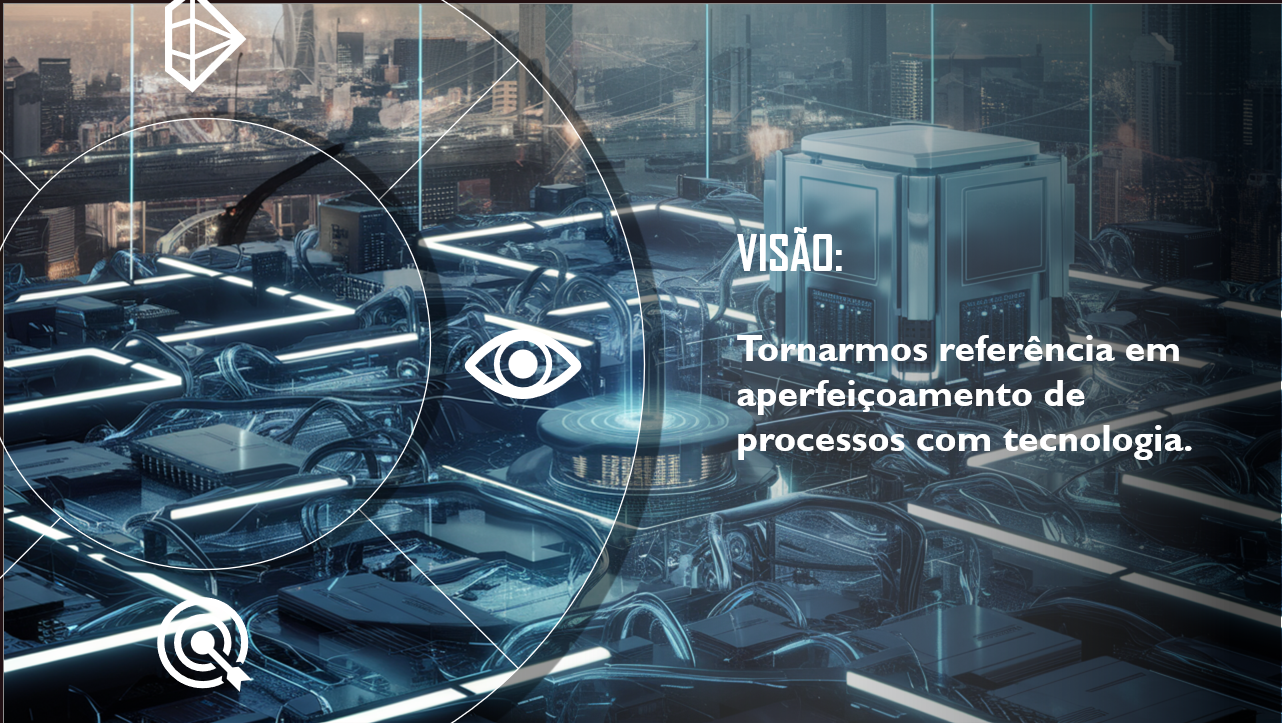 VISÃO:
Tornarmos referência em
aperfeiçoamento de
processos com tecnologia.